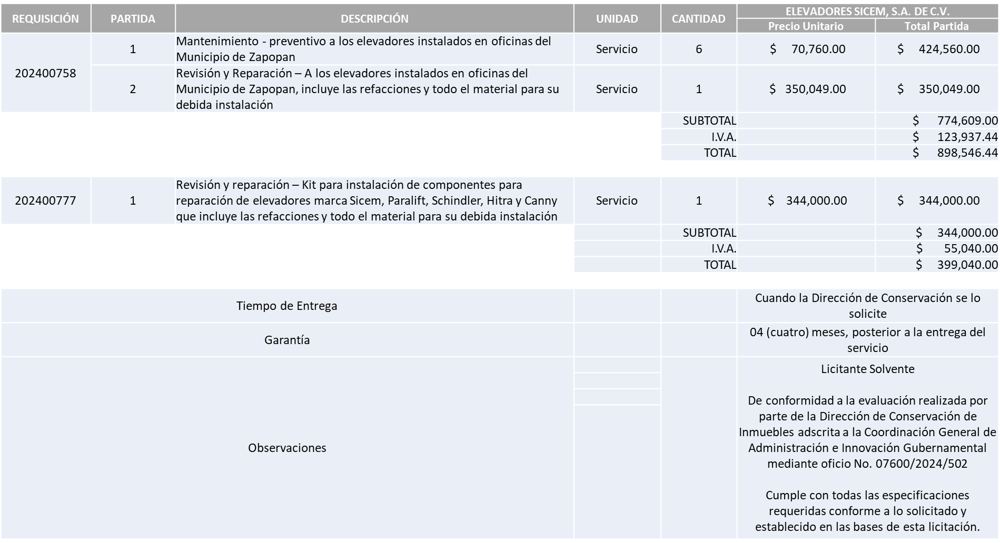 REQUISICIÓN PARTIDA DESCRIPCIÓN UNIDAD CANTIDAD ELEVADORES SICEM, S.A. DE C.V.
Precio Unitario Total Partida
202400758
1
Mantenimiento - preventivo a los elevadores instalados en oficinas del
Municipio de Zapopan
Servicio 6 $ 70,760.00 $ 424,560.00
2
Revisión y Reparación – A los elevadores instalados en oficinas del
Municipio de Zapopan, incluye las refacciones y todo el material para su
debida instalación
Servicio 1 $ 350,049.00 $ 350,049.00
SUBTOTAL $ 774,609.00
I.V.A. $ 123,937.44
TOTAL $ 898,546.44
202400777
1
Revisión y reparación – Kit para instalación de componentes para
reparación de elevadores marca Sicem, Paralift, Schindler, Hitra y Canny
que incluye las refacciones y todo el material para su debida instalación
Servicio 1 $ 344,000.00 $ 344,000.00
SUBTOTAL $ 344,000.00
I.V.A. $ 55,040.00
TOTAL $ 399,040.00
Tiempo de Entrega
Cuando la Dirección de Conservación se lo
solicite
Garantía
04 (cuatro) meses, posterior a la entrega del
servicio
Observaciones
Licitante Solvente
De conformidad a la evaluación realizada por
parte de la Dirección de Conservación de
Inmuebles adscrita a la Coordinación General de
Administración e Innovación Gubernamental
mediante oficio No. 07600/2024/502
Cumple con todas las especificaciones
requeridas conforme a lo solicitado y
establecido en las bases de esta licitación.